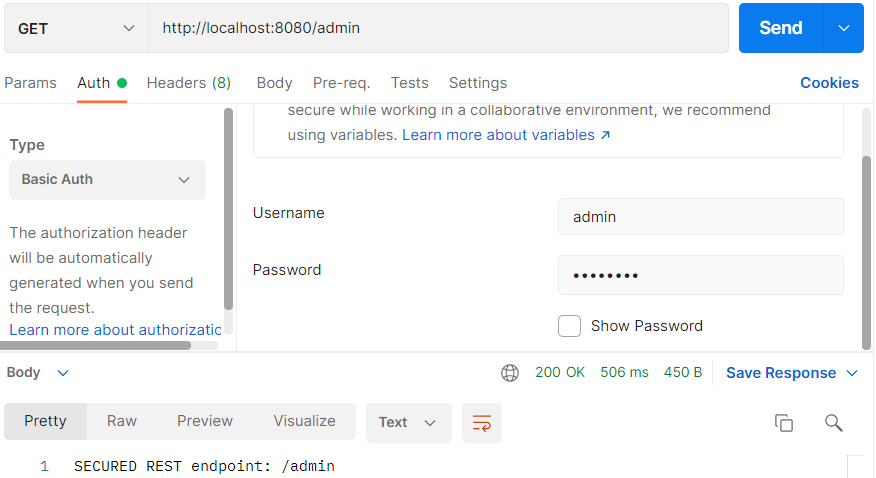 GET http://localhost:8080/admin Send
Params Auth Headers (8) Body Pre-req. Tests Settings Cookies
secure while working in a collaborative environment, we recommend
using variables. Learn more about variables ↗
Type
Basic Auth
The authorization header
will be automatically
generated when you send
the request.
Learn more about authorizatio
Username admin
Password ••••••••
Show Password
Body 200 OK 506 ms 450 B Save Response
Pretty Raw Preview Visualize Text
1 SECURED REST endpoint: /admin